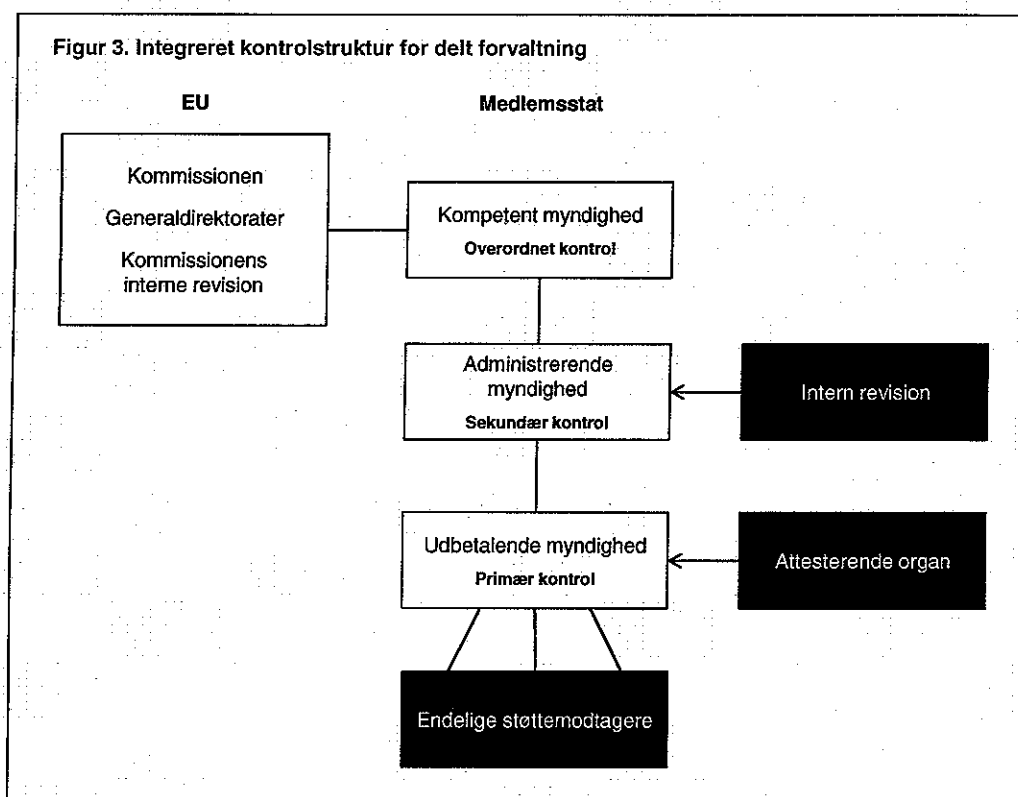 Figur 3. Integreret kontrolstruktur for delt forvaltning
EU
Medlemsstat
Kommissionen
Generaldirektorater
Kommissionens
interne revision
Kompetent myndighed
Overordnet kontrol
Administrerende
myndighed
Sekundær kontrol
Intern revision
Udbetalende myndighed
Primær kontrol
Attesterende organ
Endelige støttemodtagere